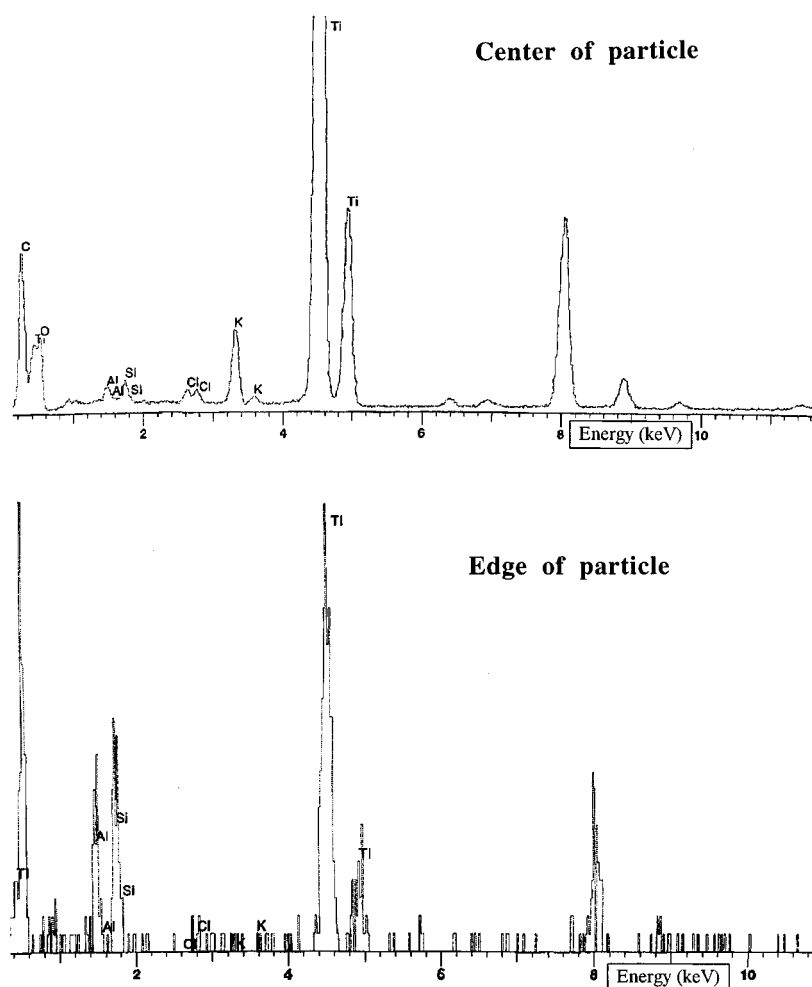 Ti
Center of particle
Ti
C
O
K
Si
Al
Cl
Cl
Al
Si
K
2 4 6 8 Energy (keV) 10
Ti
Edge of particle
Si
Al
Ti
Ti
Si
Cl
K
Al
Cl
K
2 4 6 8 Energy (keV) 10